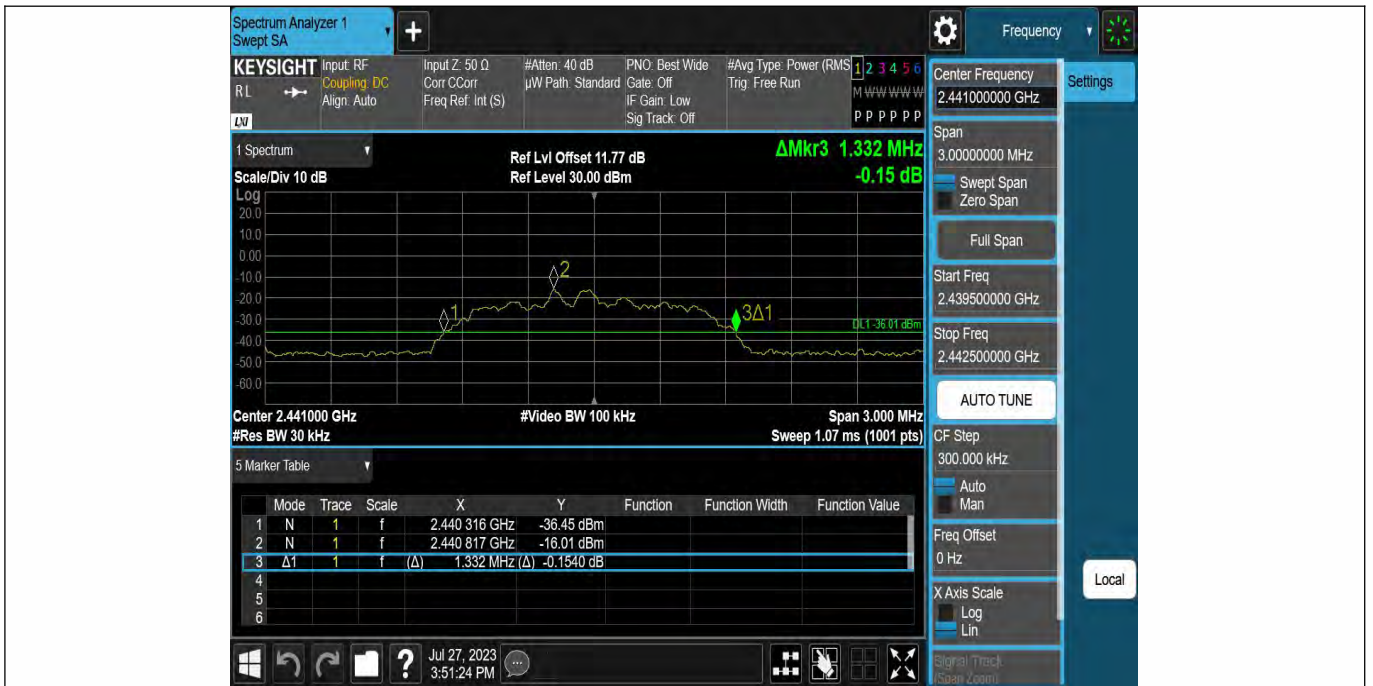 Spectrum Analyzer 1
Swept SA
+
Frequency
KEYSIGHT
RL
LXI
Input: RF
Coupling: DC
Align: Auto
Input Z: 50 Ω
Corr CCorr
Freq Ref: Int (S)
#Atten: 40 dB
µW Path: Standard
PNO: Best Wide
Gate: Off
IF Gain: Low
Sig Track: Off
#Avg Type: Power (RMS
Trig: Free Run
1 2 3 4 5 6
M W W W W W
P P P P P P
1 Spectrum
Scale/Div 10 dB
Ref Lvl Offset 11.77 dB
Ref Level 30.00 dBm
ΔMkr3 1.332 MHz
-0.15 dB
Log
20.0
10.0
0.00
-10.0
-20.0
-30.0
-40.0
-50.0
-60.0
1
2
3Δ1
DL1 -36.01 dBm
Center 2.441000 GHz
#Res BW 30 kHz
#Video BW 100 kHz
Span 3.000 MHz
Sweep 1.07 ms (1001 pts)
5 Marker Table
Mode Trace Scale X Y Function Function Width Function Value
1 N 1 f 2.440 316 GHz -36.45 dBm
2 N 1 f 2.440 817 GHz -16.01 dBm
3 Δ1 1 f (Δ) 1.332 MHz (Δ) -0.1540 dB
4
5
6
?
Jul 27, 2023
3:51:24 PM
Center Frequency
2.441000000 GHz
Settings
Span
3.00000000 MHz
Swept Span
Zero Span
Full Span
Start Freq
2.439500000 GHz
Stop Freq
2.442500000 GHz
AUTO TUNE
CF Step
300.000 kHz
Auto
Man
Freq Offset
0 Hz
X Axis Scale
Log
Lin
Signal Track
(Span Zoom)
Local